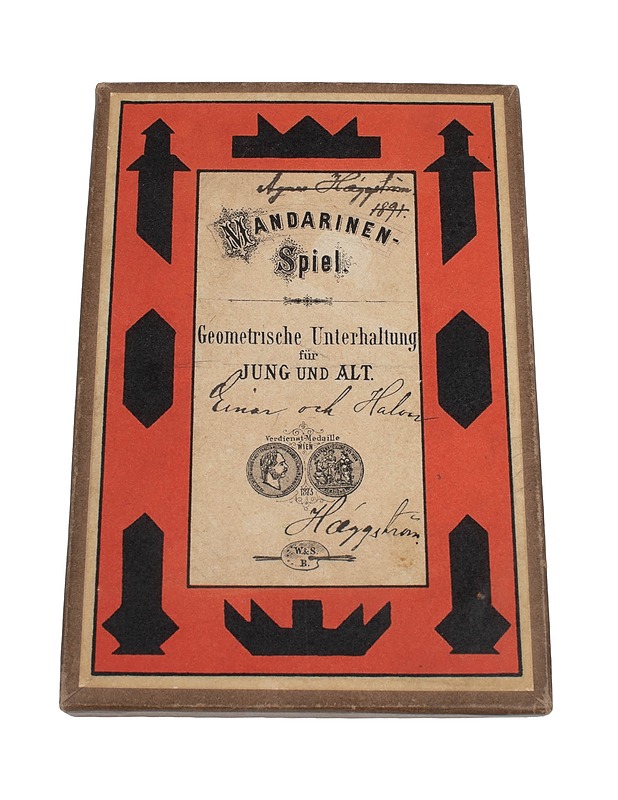 Agnes Häggström
1891.
MANDARINEN-
Spiel.
Geometrische Unterhaltung
für
JUNG UND ALT.
Einar och Halvar
Verdienst-Medaille
WIEN
1873
Häggström.
W. & S.
B.